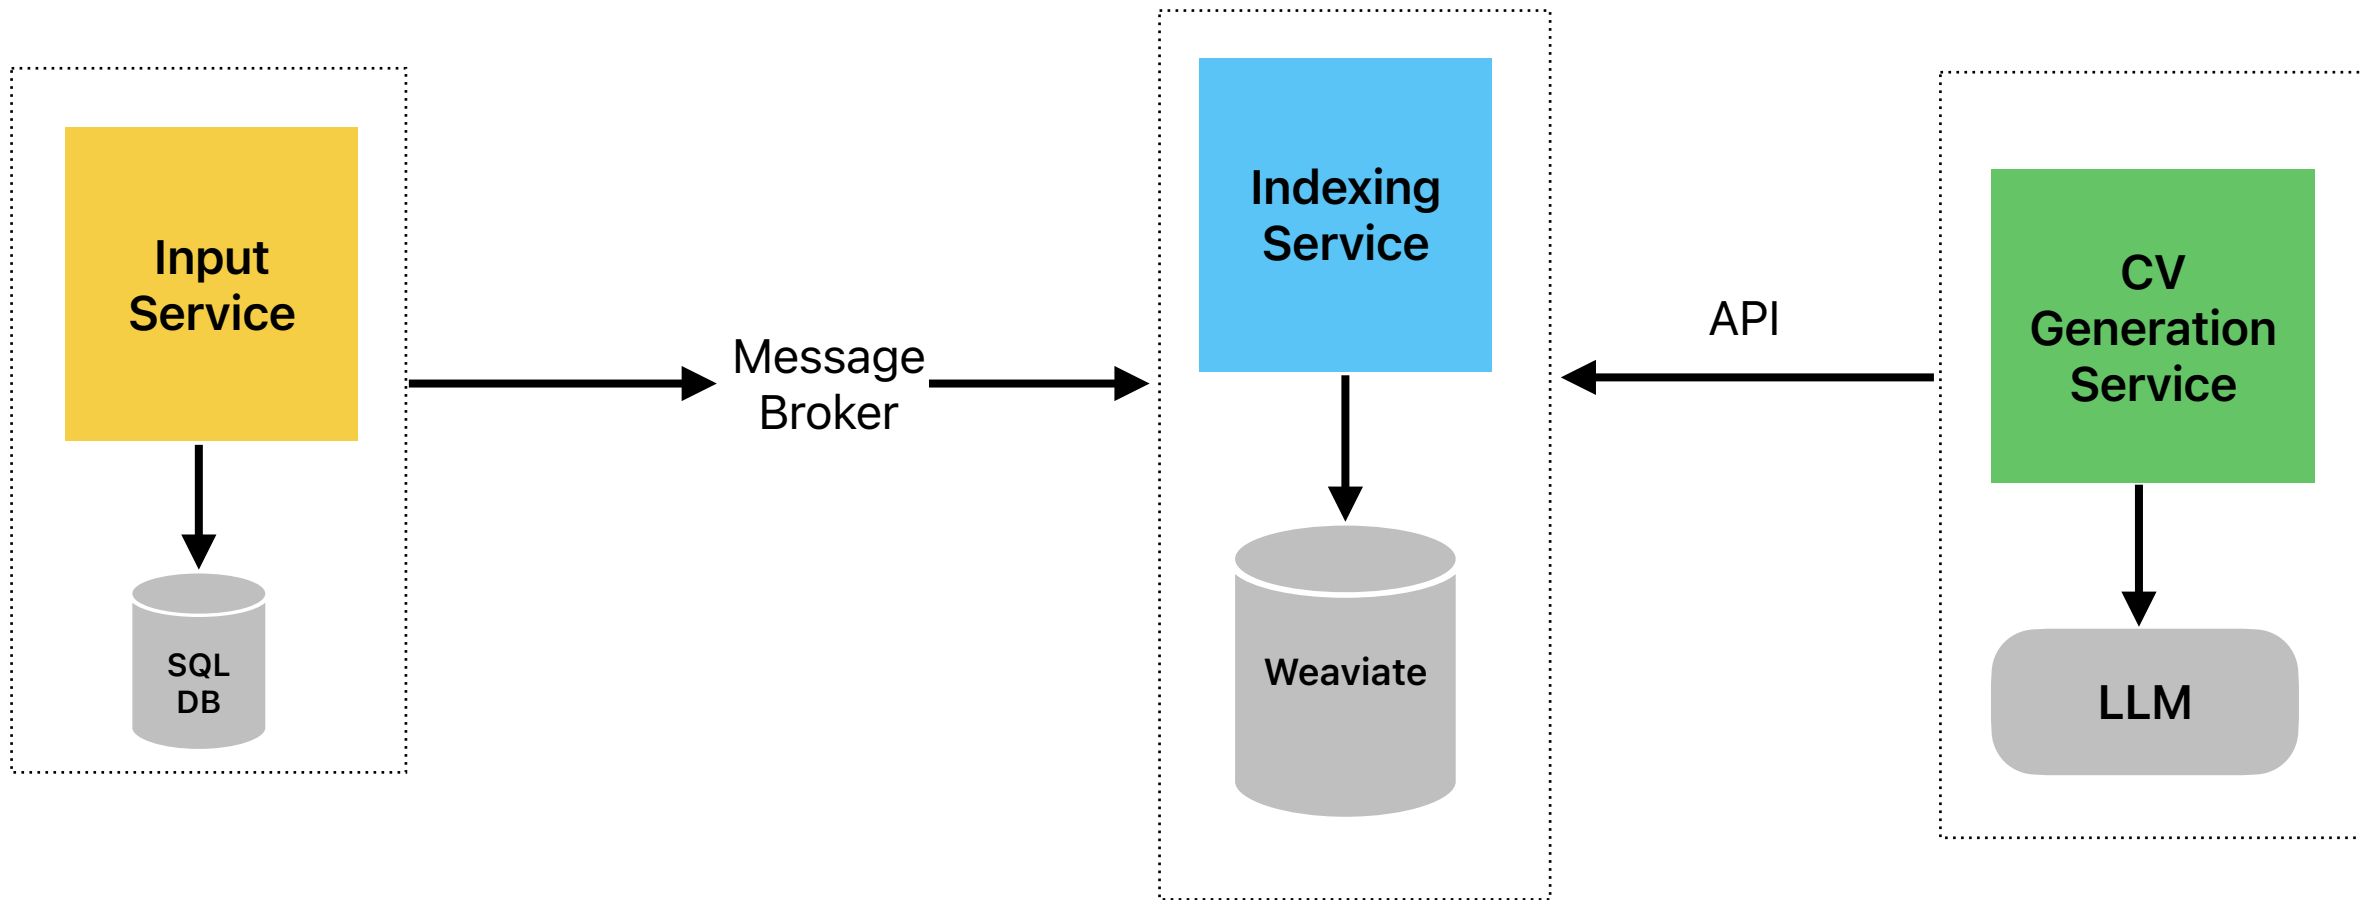 Input
Service
SQL
DB
Message
Broker
Indexing
Service
Weaviate
API
CV
Generation
Service
LLM